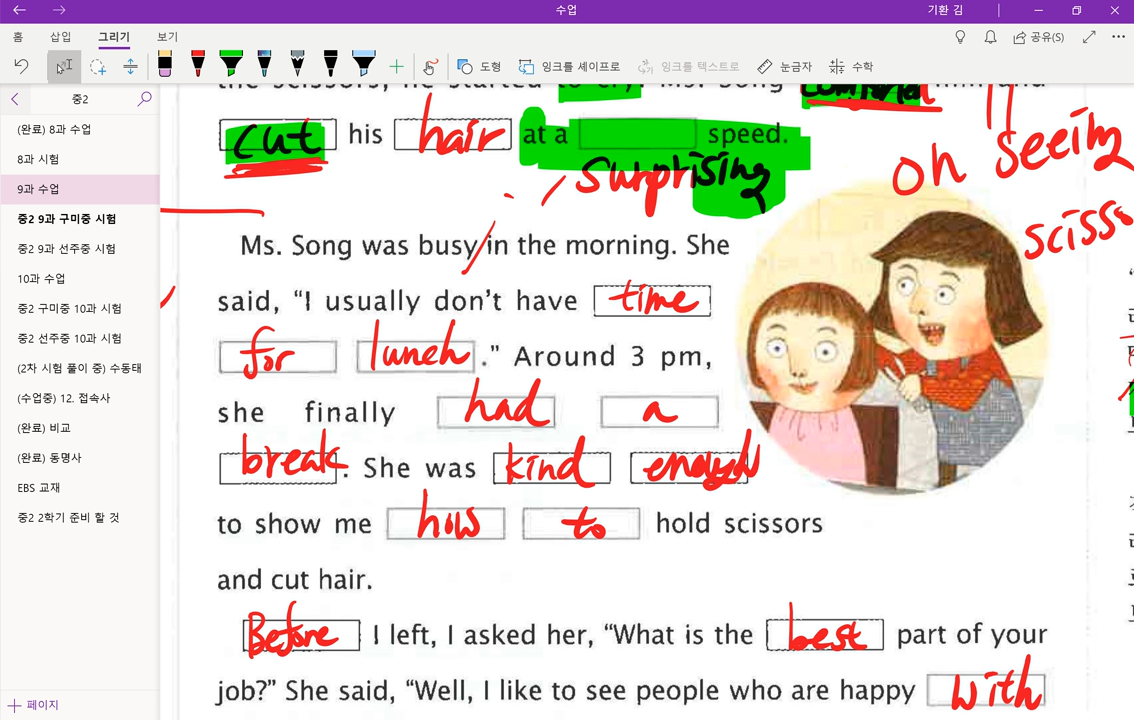 수업
기환 김
홈 삽입 그리기 보기
공유(S)
도형 잉크를 셰이프로 잉크를 텍스트로 눈금자 수학
중2
(완료) 8과 수업
8과 시험
9과 수업
중2 9과 구미중 시험
중2 9과 선주중 시험
10과 수업
중2 구미중 10과 시험
중2 선주중 10과 시험
(2차 시험 풀이 중) 수동태
(수업중) 12. 접속사
(완료) 비교
(완료) 동명사
EBS 교재
중2 2학기 준비 할 것
페이지
the scissors, he started to cry. Ms. Song
cut his hair at a speed.
surprising
on seeing
Ms. Song was busy in the morning. She
said, “I usually don’t have time
for lunch .” Around 3 pm,
she finally had a
break . She was kind enough
to show me how to hold scissors
and cut hair.
Before I left, I asked her, “What is the best part of your
job?” She said, “Well, I like to see people who are happy with